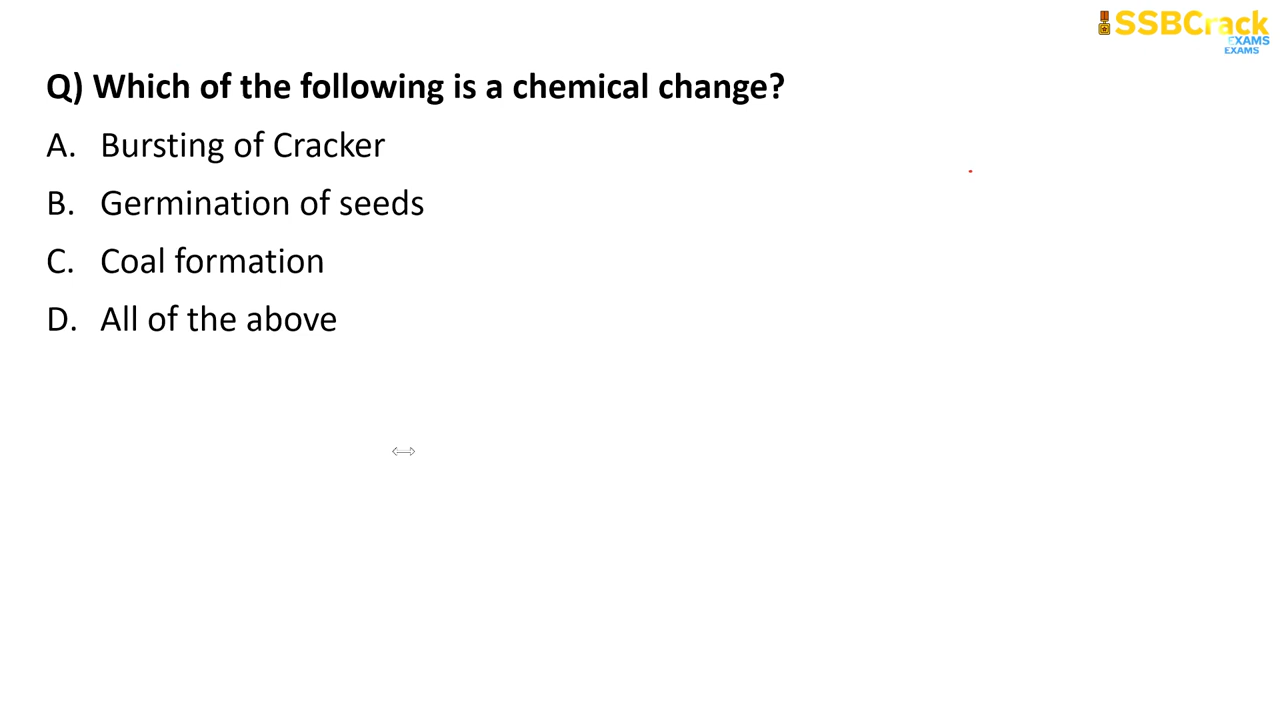 SSBCrack
EXAMS
EXAMS
Q) Which of the following is a chemical change?
A. Bursting of Cracker
B. Germination of seeds
C. Coal formation
D. All of the above